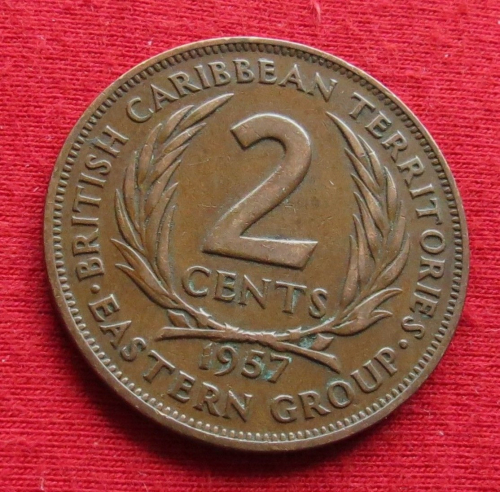 BRITISH CARIBBEAN TERRITORIES
2
CENTS
1957
· EASTERN GROUP ·